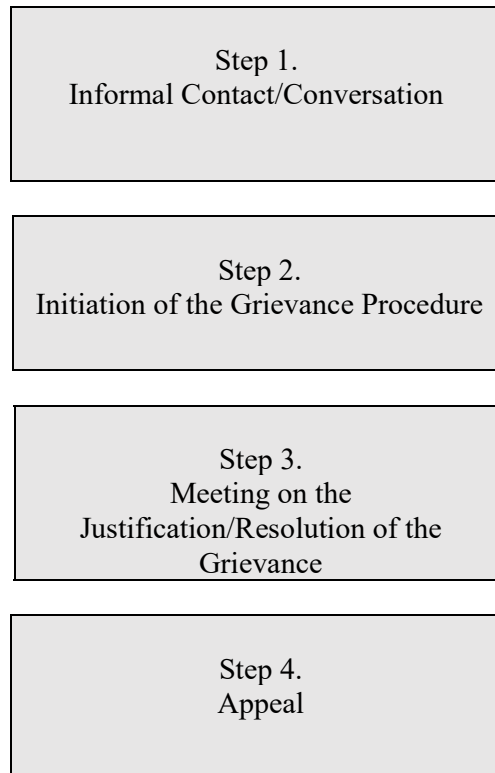 Step 1.
Informal Contact/Conversation
Step 2.
Initiation of the Grievance Procedure
Step 3.
Meeting on the
Justification/Resolution of the
Grievance
Step 4.
Appeal